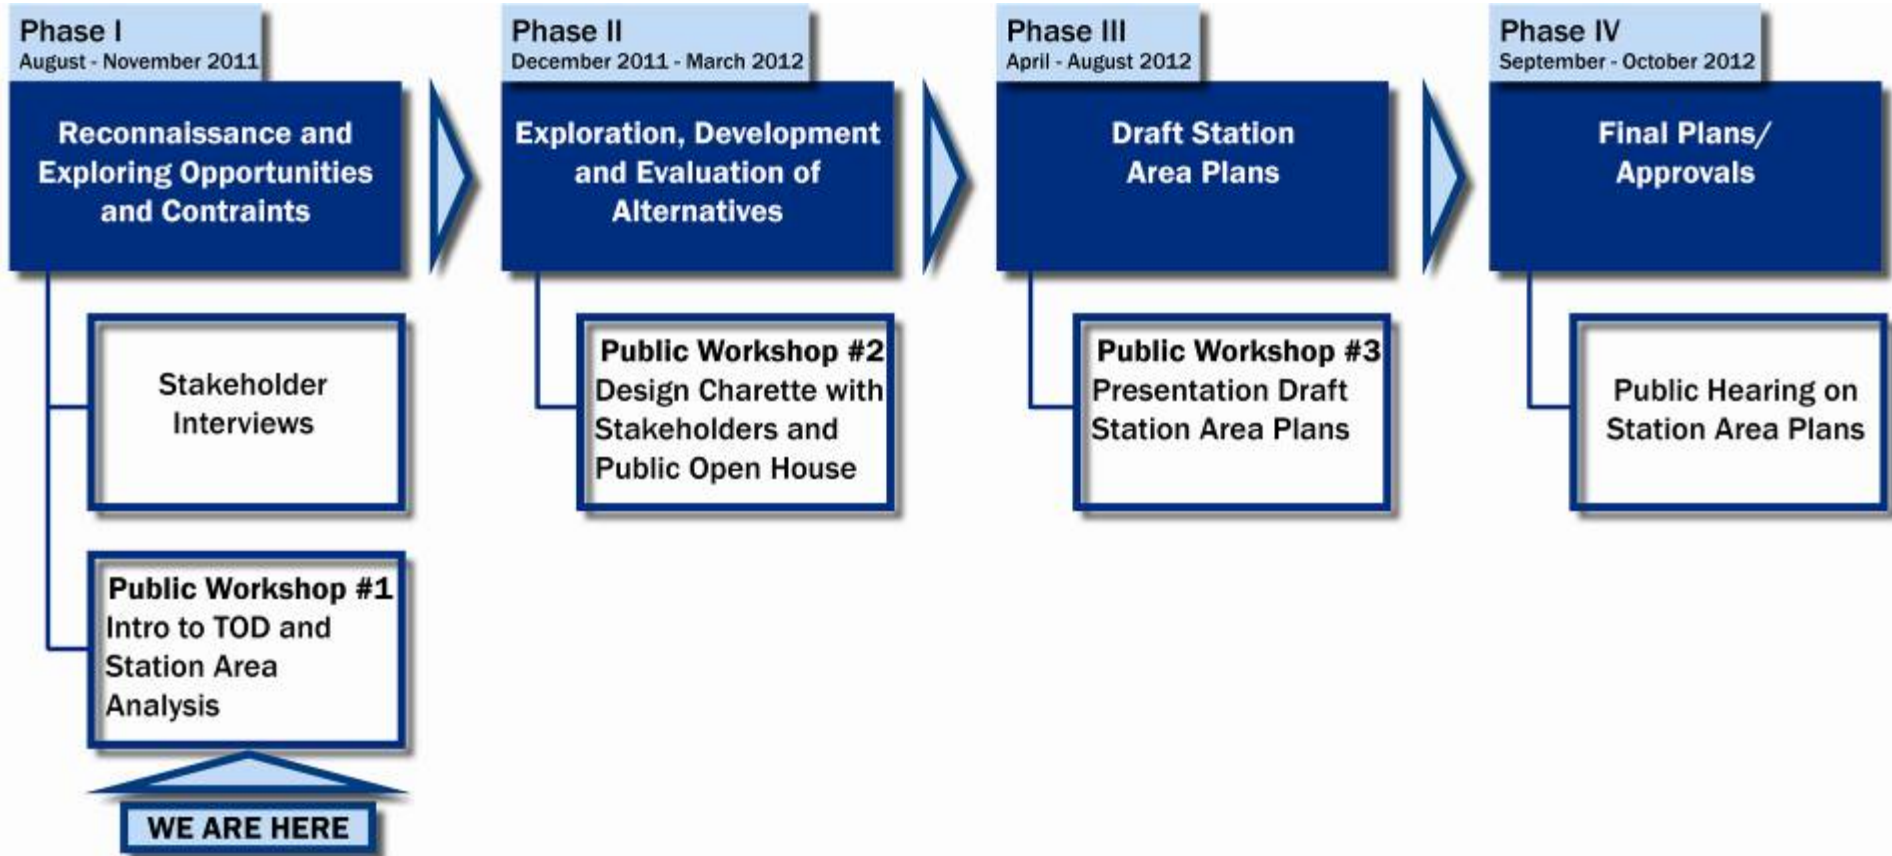 Phase I
August - November 2011
Reconnaissance and
Exploring Opportunities
and Contraints
Stakeholder
Interviews
Public Workshop #1
Intro to TOD and
Station Area
Analysis
WE ARE HERE
Phase II
December 2011 - March 2012
Exploration, Development
and Evaluation of
Alternatives
Public Workshop #2
Design Charette with
Stakeholders and
Public Open House
Phase III
April - August 2012
Draft Station
Area Plans
Public Workshop #3
Presentation Draft
Station Area Plans
Phase IV
September - October 2012
Final Plans/
Approvals
Public Hearing on
Station Area Plans